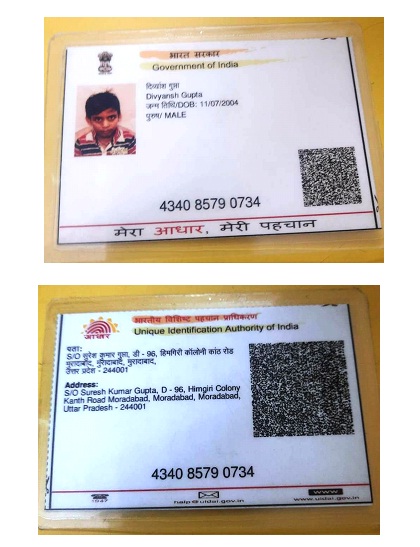 भारत सरकार
Government of India
दिव्यांश गुप्ता
Divyansh Gupta
जन्म तिथि/DOB: 11/07/2004
पुरुष/ MALE
4340 8579 0734
मेरा आधार, मेरी पहचान
भारतीय विशिष्ट पहचान प्राधिकरण
Unique Identification Authority of India
आधार
पता:
S/O सुरेश कुमार गुप्ता, डी - 96, हिमगिरी कॉलोनी कांठ रोड
मुरादाबाद, मुरादाबाद, मुरादाबाद,
उत्तर प्रदेश - 244001
Address:
S/O Suresh Kumar Gupta, D - 96, Himgiri Colony
Kanth Road Moradabad, Moradabad, Moradabad,
Uttar Pradesh - 244001
4340 8579 0734
1947
help@uidai.gov.in
www
www.uidai.gov.in